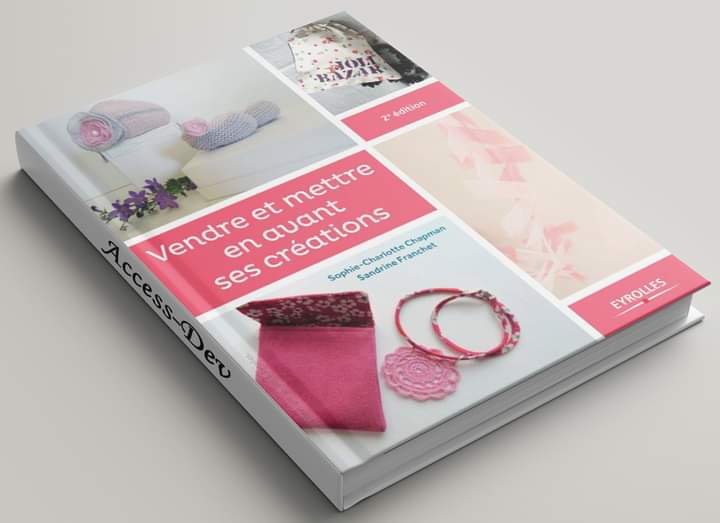 JOLI
BAZAR
2e édition
Vendre et mettre
en avant
ses créations
Sophie-Charlotte Chapman
Sandrine Franchet
EYROLLES
Access-Dev